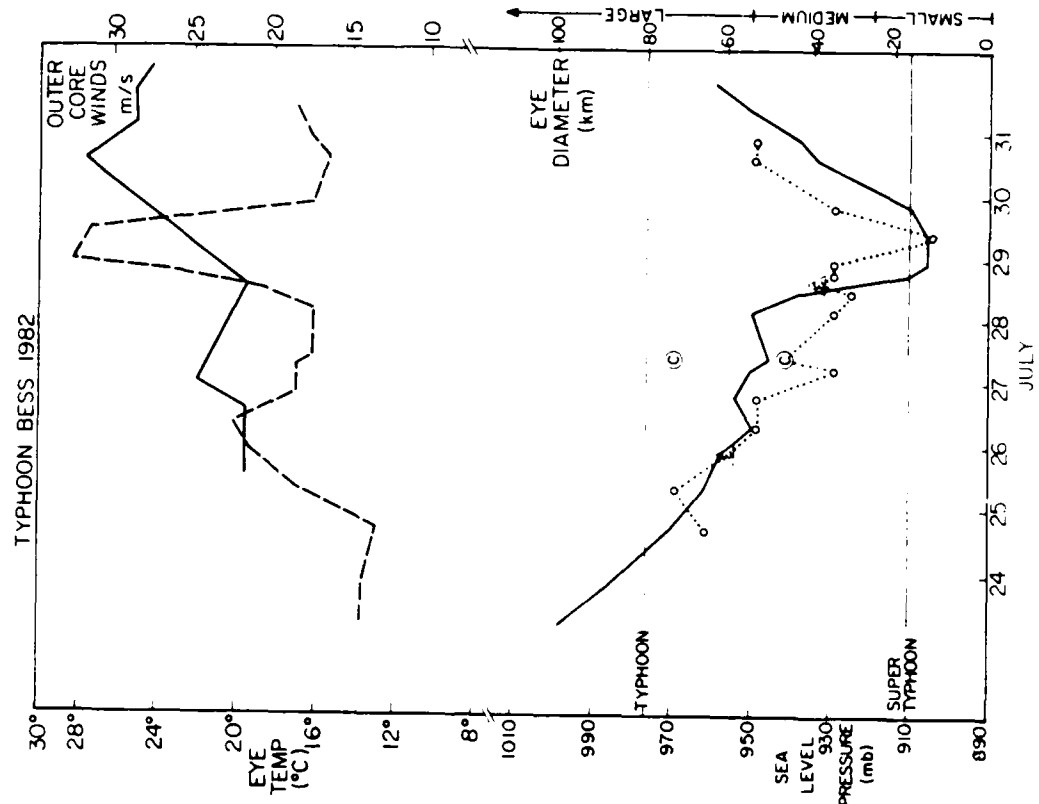 TYPHOON BESS 1982
30°
28°
24°
20°
16°
12°
EYE
TEMP
(°C)
OUTER
CORE
WINDS
m/s
30
25
20
15
10
1010
990
970
950
930
910
890
SEA
LEVEL
PRESSURE
(mb)
TYPHOON
SUPER
TYPHOON
EYE
DIAMETER
(km)
100
80
60
40
20
0
LARGE
MEDIUM
SMALL
C
C
24
25
26
27
28
29
30
31
JULY